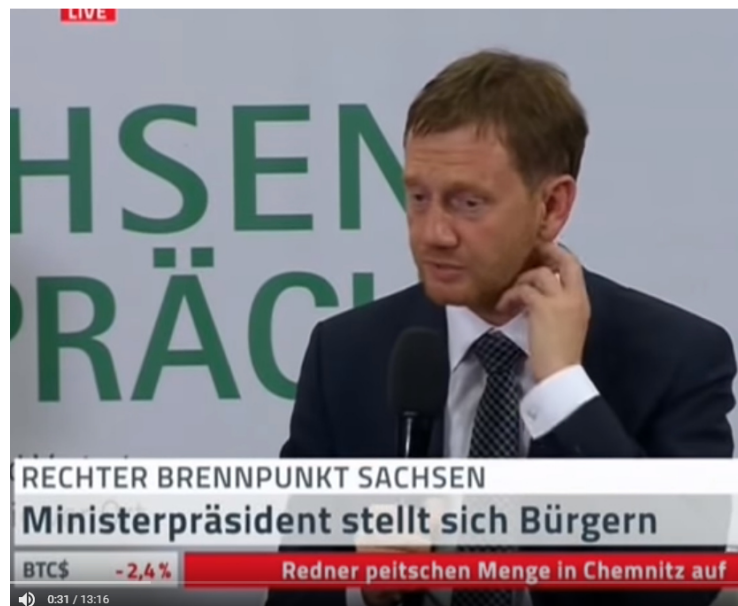 LIVE
HSEN
RÄC
RECHTER BRENNPUNKT SACHSEN
Ministerpräsident stellt sich Bürgern
BTC$ -2,4% Redner peitschen Menge in Chemnitz auf
0:31 / 13:16